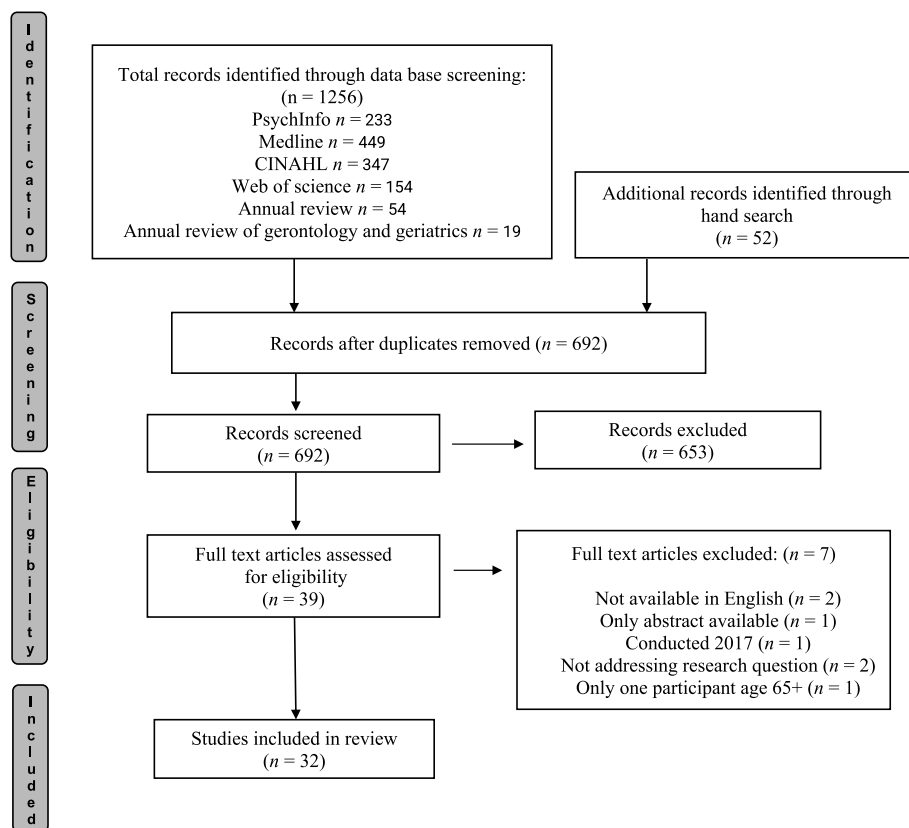 Identification
Total records identified through data base screening:
(n = 1256)
PsychInfo n = 233
Medline n = 449
CINAHL n = 347
Web of science n = 154
Annual review n = 54
Annual review of gerontology and geriatrics n = 19
Additional records identified through
hand search
(n = 52)
Screening
Records after duplicates removed (n = 692)
Records screened
(n = 692)
Records excluded
(n = 653)
Eligibility
Full text articles assessed
for eligibility
(n = 39)
Full text articles excluded: (n = 7)
Not available in English (n = 2)
Only abstract available (n = 1)
Conducted 2017 (n = 1)
Not addressing research question (n = 2)
Only one participant age 65+ (n = 1)
Included
Studies included in review
(n = 32)